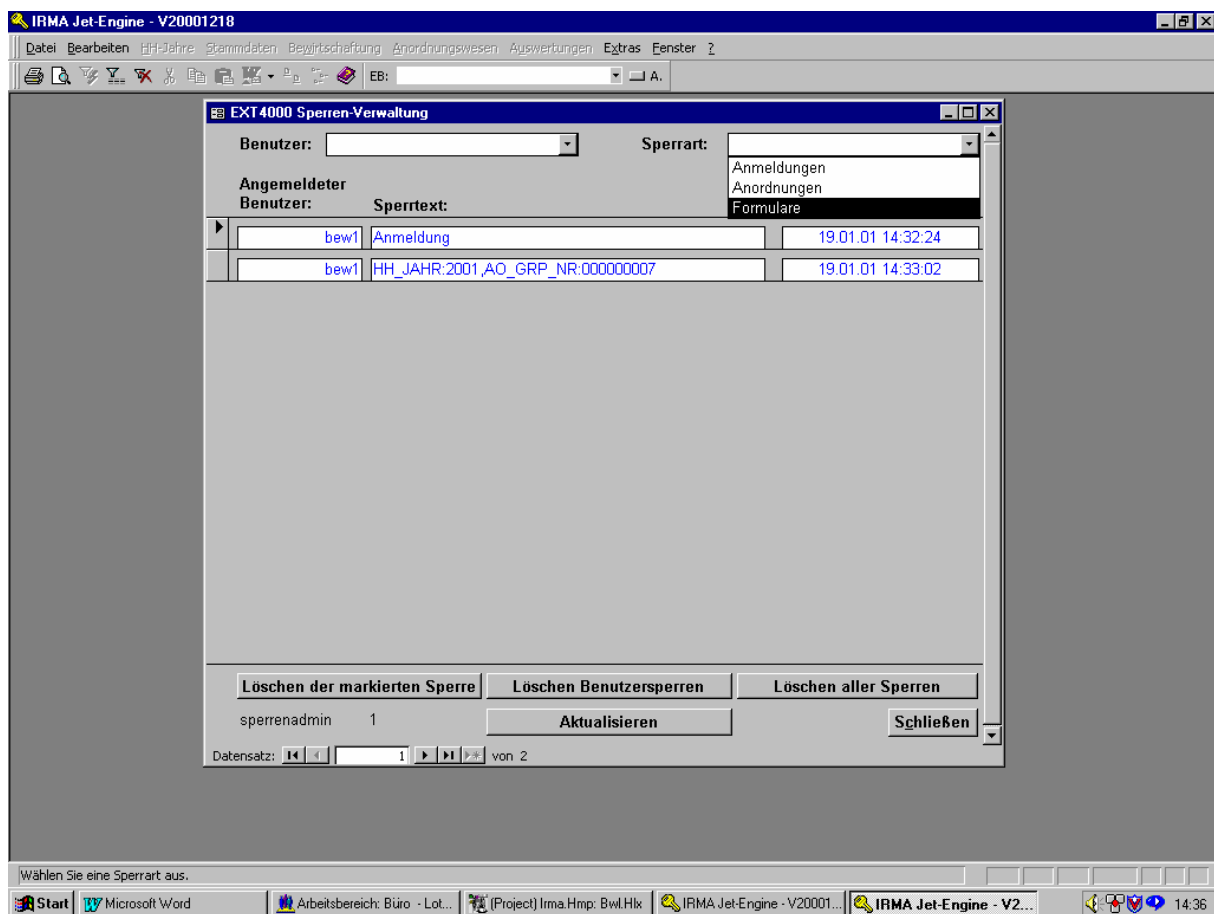 IRMA Jet-Engine - V20001218
Datei Bearbeiten HH-Jahre Stammdaten Bewirtschaftung Anordnungswesen Auswertungen Extras Fenster ?
EB: A.
EXT4000 Sperren-Verwaltung
Benutzer: Sperrart:
Anmeldungen
Anordnungen
Formulare
Angemeldeter
Benutzer: Sperrtext:
bew1 Anmeldung 19.01.01 14:32:24
bew1 HH_JAHR:2001,AO_GRP_NR:000000007 19.01.01 14:33:02
Löschen der markierten Sperre Löschen Benutzersperren Löschen aller Sperren
sperrenadmin 1 Aktualisieren Schließen
Datensatz: 1 von 2
Wählen Sie eine Sperrart aus.
Start Microsoft Word Arbeitsbereich: Büro - Lot... (Project) Irma.Hmp: Bwl.Hlx IRMA Jet-Engine - V20001... IRMA Jet-Engine - V2... 14:36